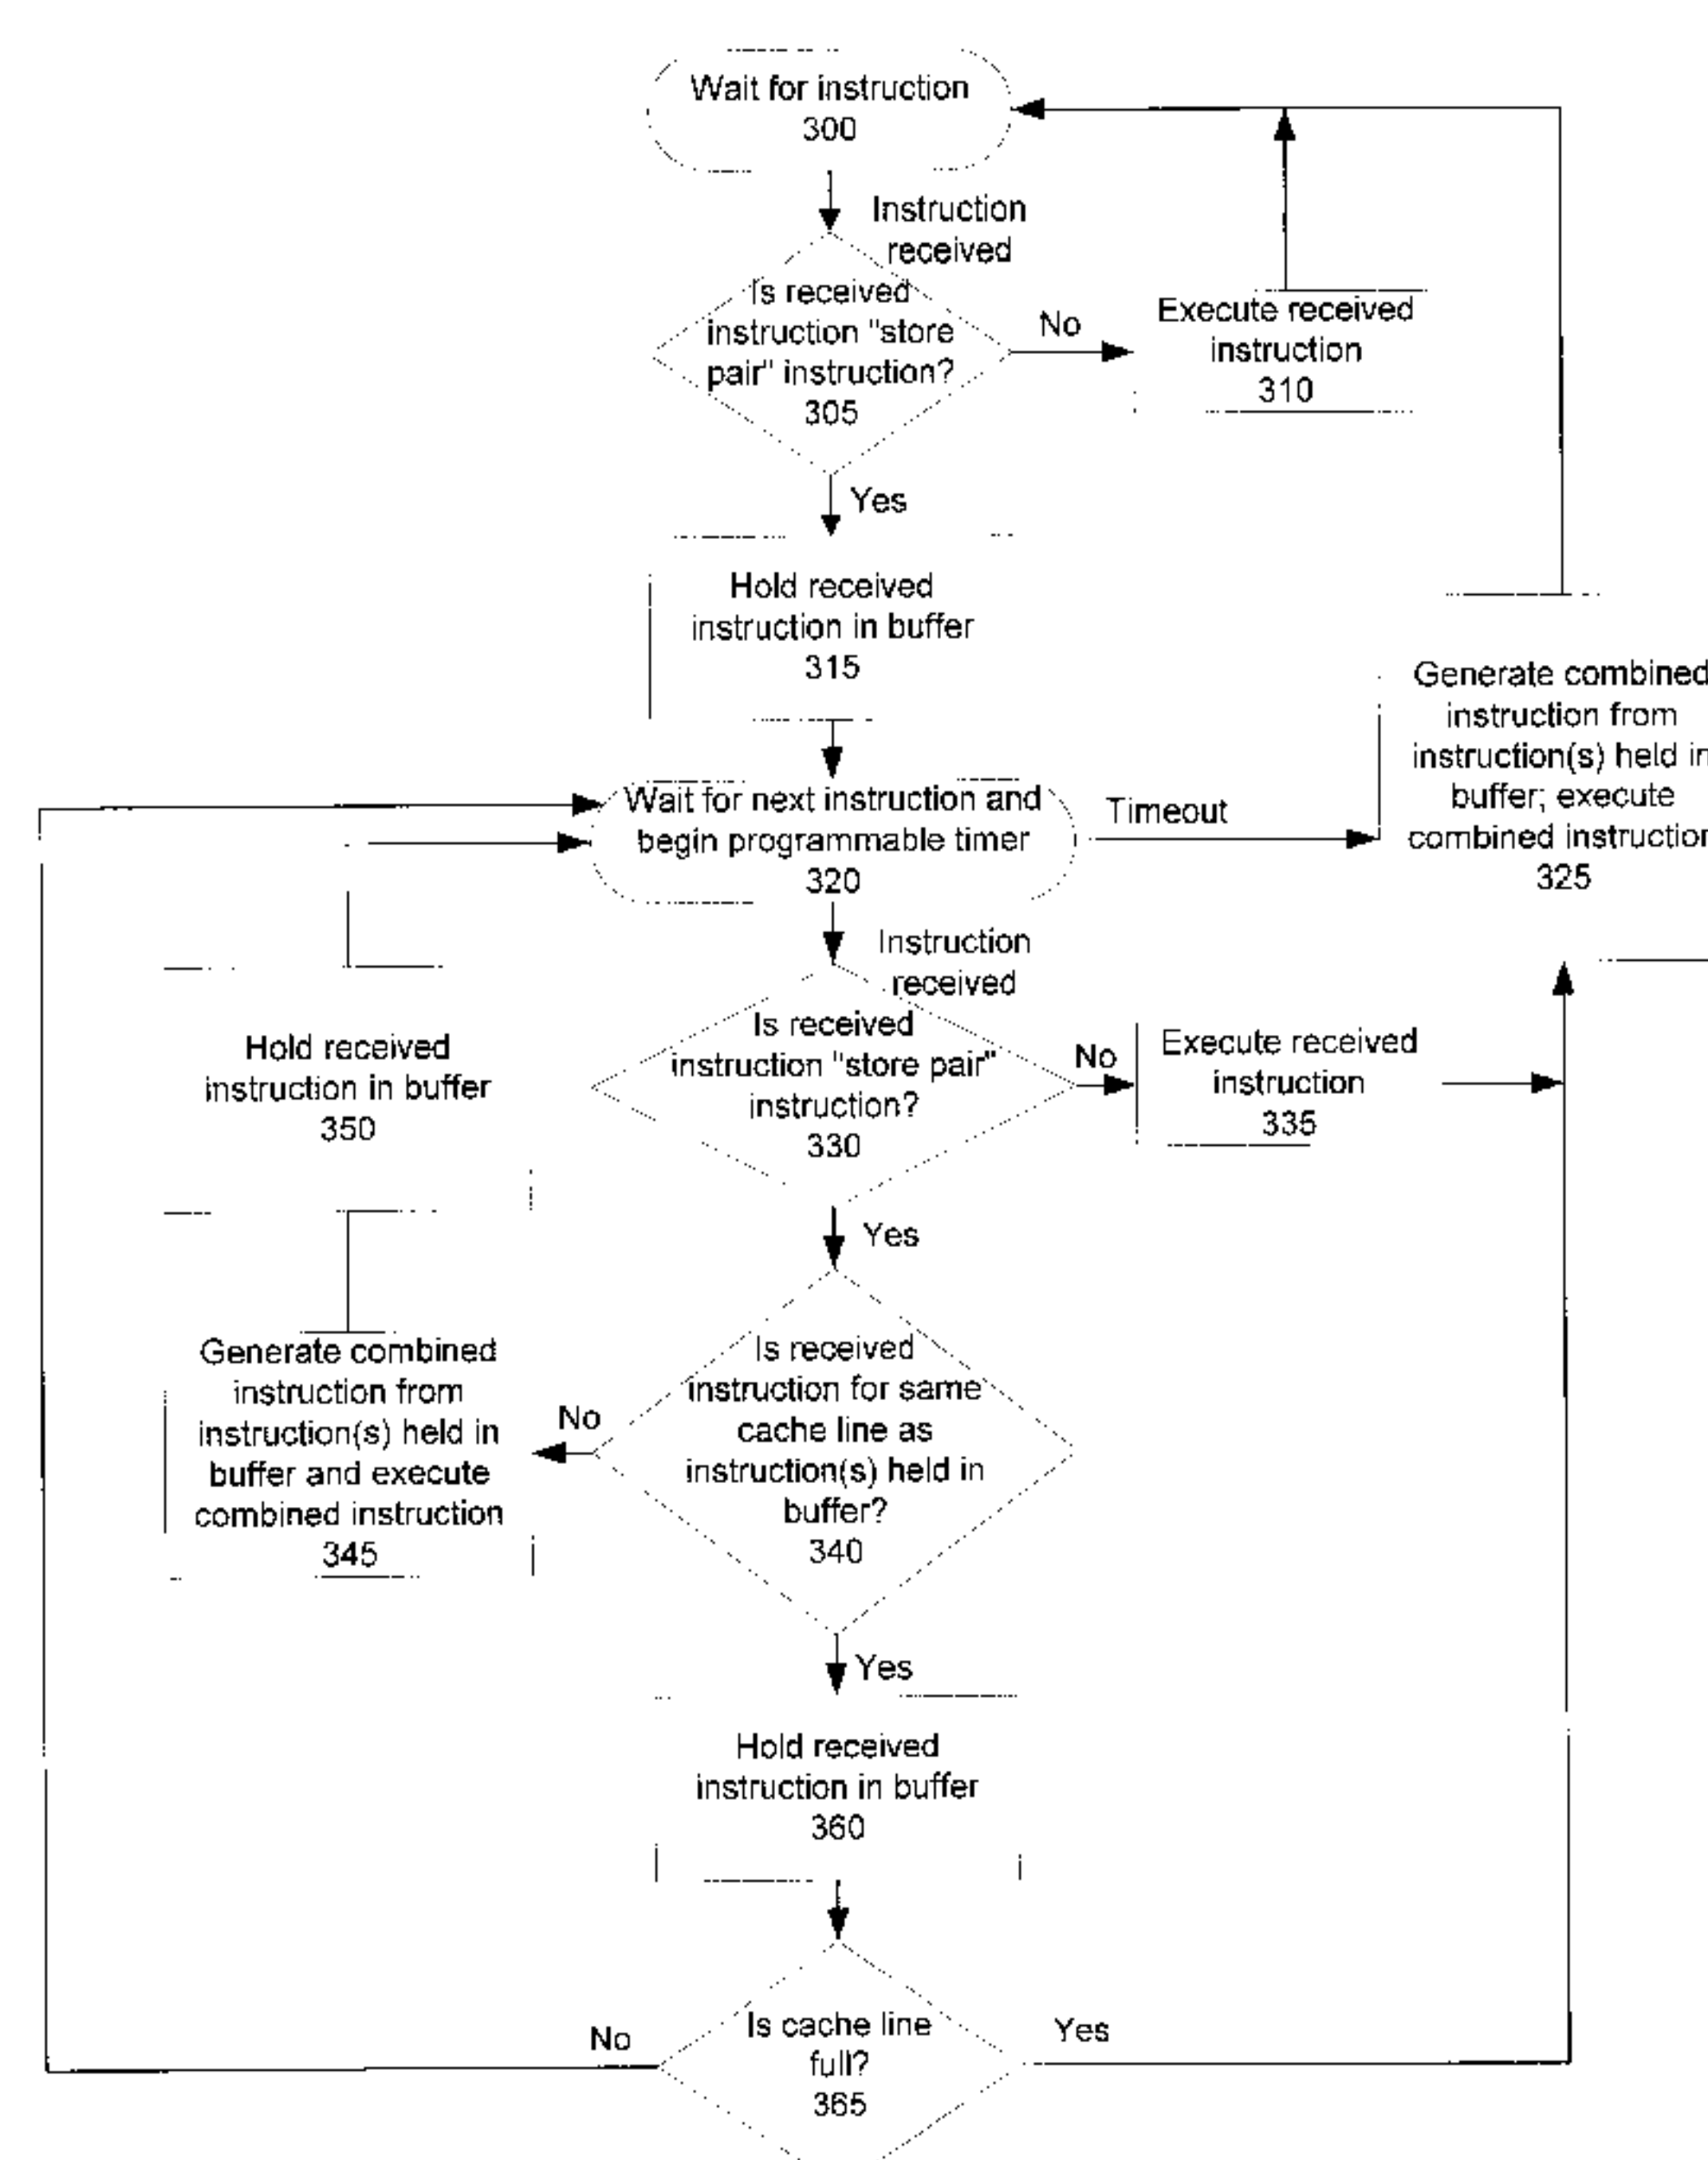 Wait for instruction
300
Instruction
received
Is received
instruction "store
pair" instruction?
305
No
Execute received
instruction
310
Yes
Hold received
instruction in buffer
315
Wait for next instruction and
begin programmable timer
320
Timeout
Generate combined
instruction from
instruction(s) held in
buffer; execute
combined instruction
325
Instruction
received
Is received
instruction "store pair"
instruction?
330
No
Execute received
instruction
335
Hold received
instruction in buffer
350
Yes
Is received
instruction for same
cache line as
instruction(s) held in
buffer?
340
No
Generate combined
instruction from
instruction(s) held in
buffer and execute
combined instruction
345
Yes
Hold received
instruction in buffer
360
Is cache line
full?
365
No
Yes